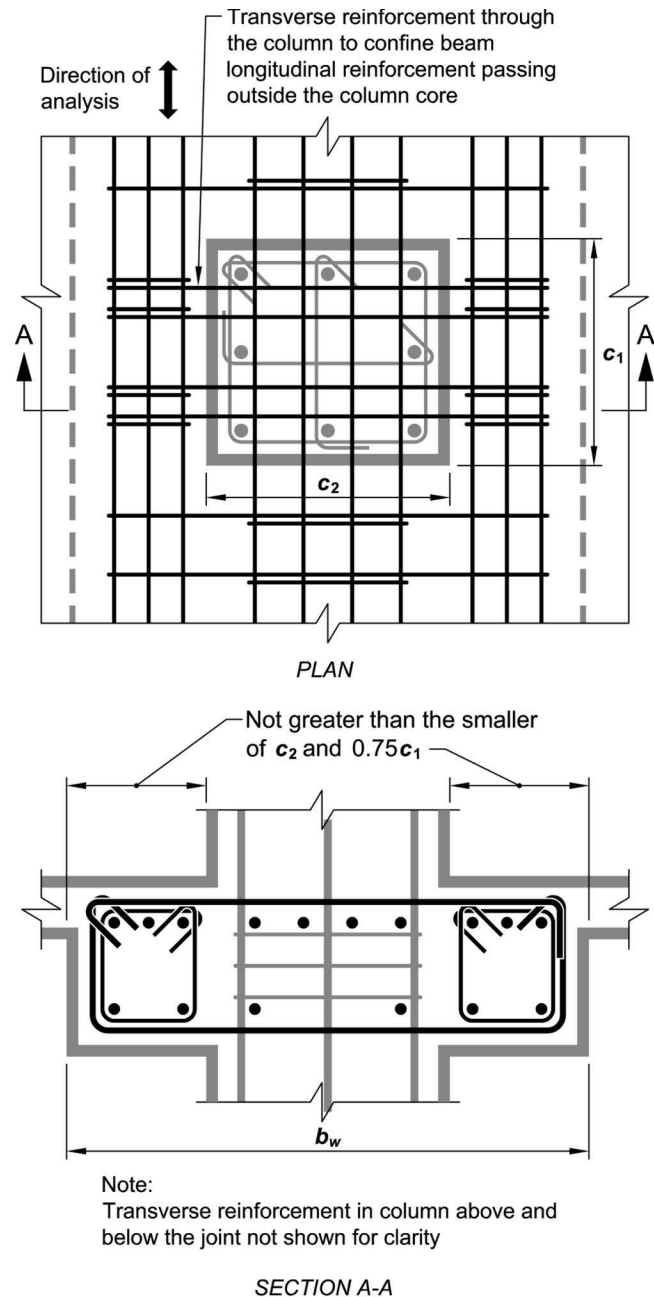 Transverse reinforcement through
the column to confine beam
longitudinal reinforcement passing
outside the column core
Direction of
analysis
A
A
c₁
c₂
PLAN
Not greater than the smaller
of c₂ and 0.75c₁
b_w
Note:
Transverse reinforcement in column above and
below the joint not shown for clarity
SECTION A-A